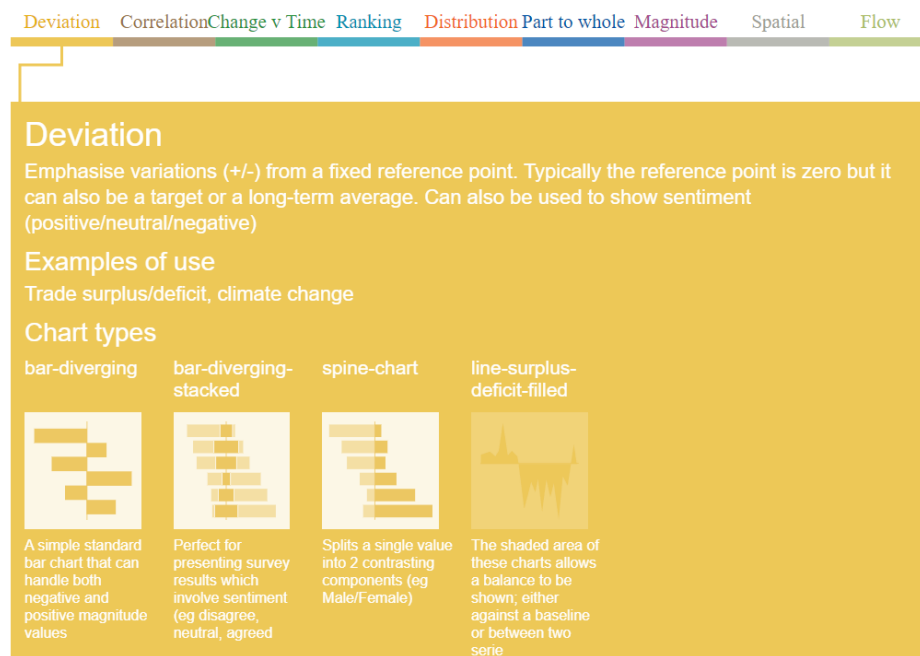 Deviation Correlation Change v Time Ranking Distribution Part to whole Magnitude Spatial Flow
Deviation
Emphasise variations (+/-) from a fixed reference point. Typically the reference point is zero but it
can also be a target or a long-term average. Can also be used to show sentiment
(positive/neutral/negative)
Examples of use
Trade surplus/deficit, climate change
Chart types
bar-diverging
A simple standard
bar chart that can
handle both
negative and
positive magnitude
values
bar-diverging-
stacked
Perfect for
presenting survey
results which
involve sentiment
(eg disagree,
neutral, agreed
spine-chart
Splits a single value
into 2 contrasting
components (eg
Male/Female)
line-surplus-
deficit-filled
The shaded area of
these charts allows
a balance to be
shown; either
against a baseline
or between two
serie